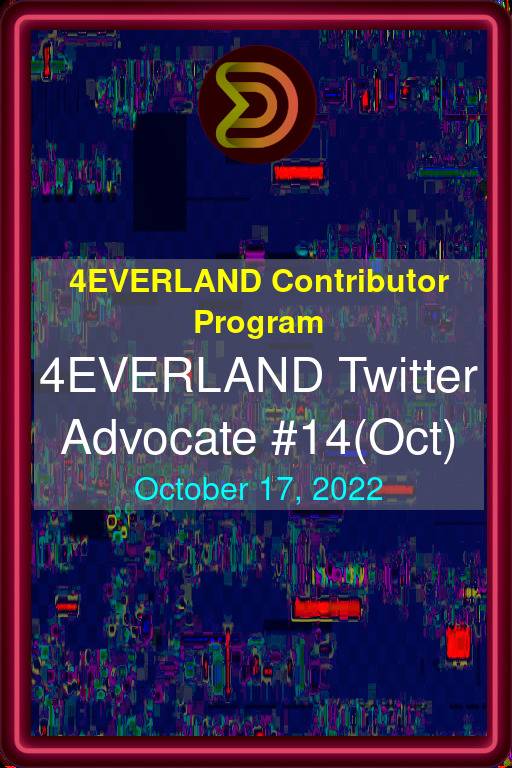 4EVERLAND Contributor
Program
4EVERLAND Twitter
Advocate #14(Oct)
October 17, 2022